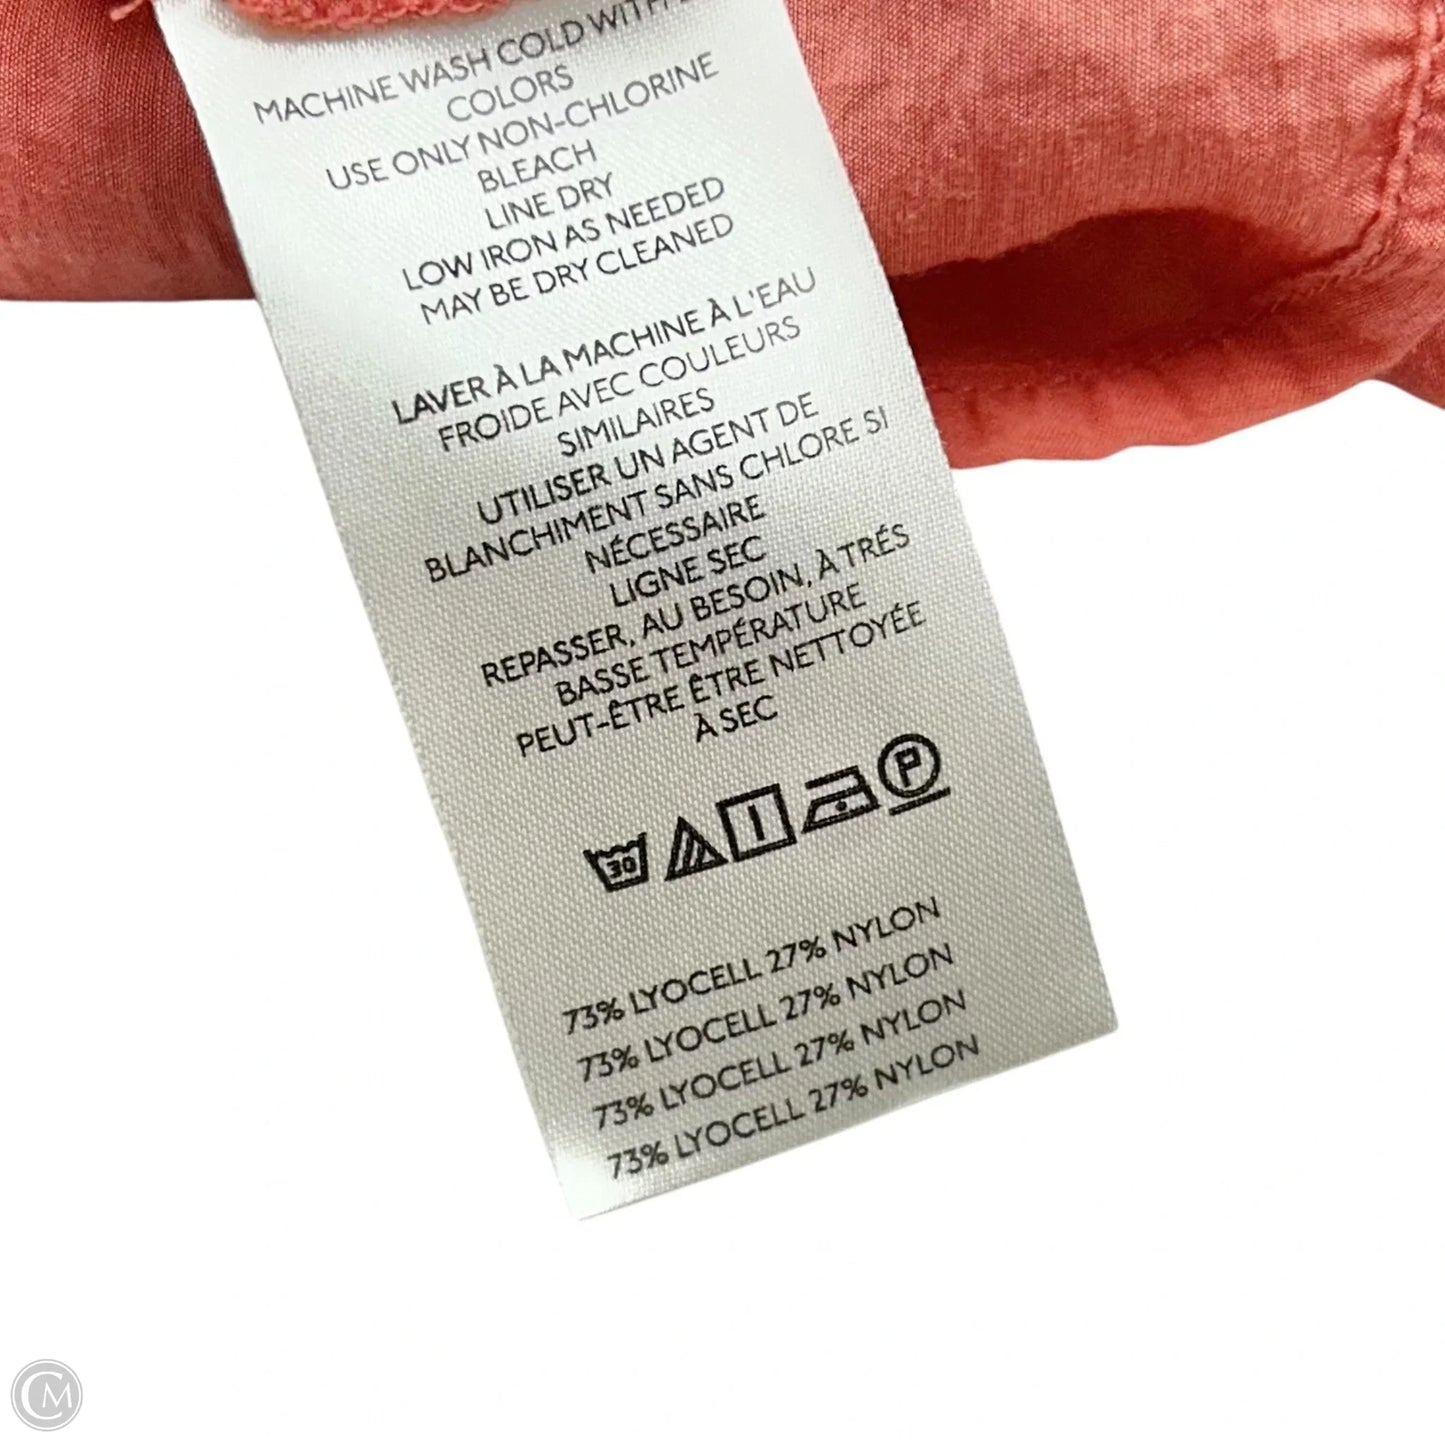 MACHINE WASH COLD WITH
COLORS
USE ONLY NON-CHLORINE
BLEACH
LINE DRY
LOW IRON AS NEEDED
MAY BE DRY CLEANED
LAVER À LA MACHINE À L'EAU
FROIDE AVEC COULEURS
SIMILAIRES
UTILISER UN AGENT DE
BLANCHIMENT SANS CHLORE SI
NÉCESSAIRE
LIGNE SEC
REPASSER, AU BESOIN, À TRÉS
BASSE TEMPÉRATURE
PEUT-ÊTRE ÊTRE NETTOYÉE
À SEC
30 P
73% LYOCELL 27% NYLON
73% LYOCELL 27% NYLON
73% LYOCELL 27% NYLON
73% LYOCELL 27% NYLON
CM